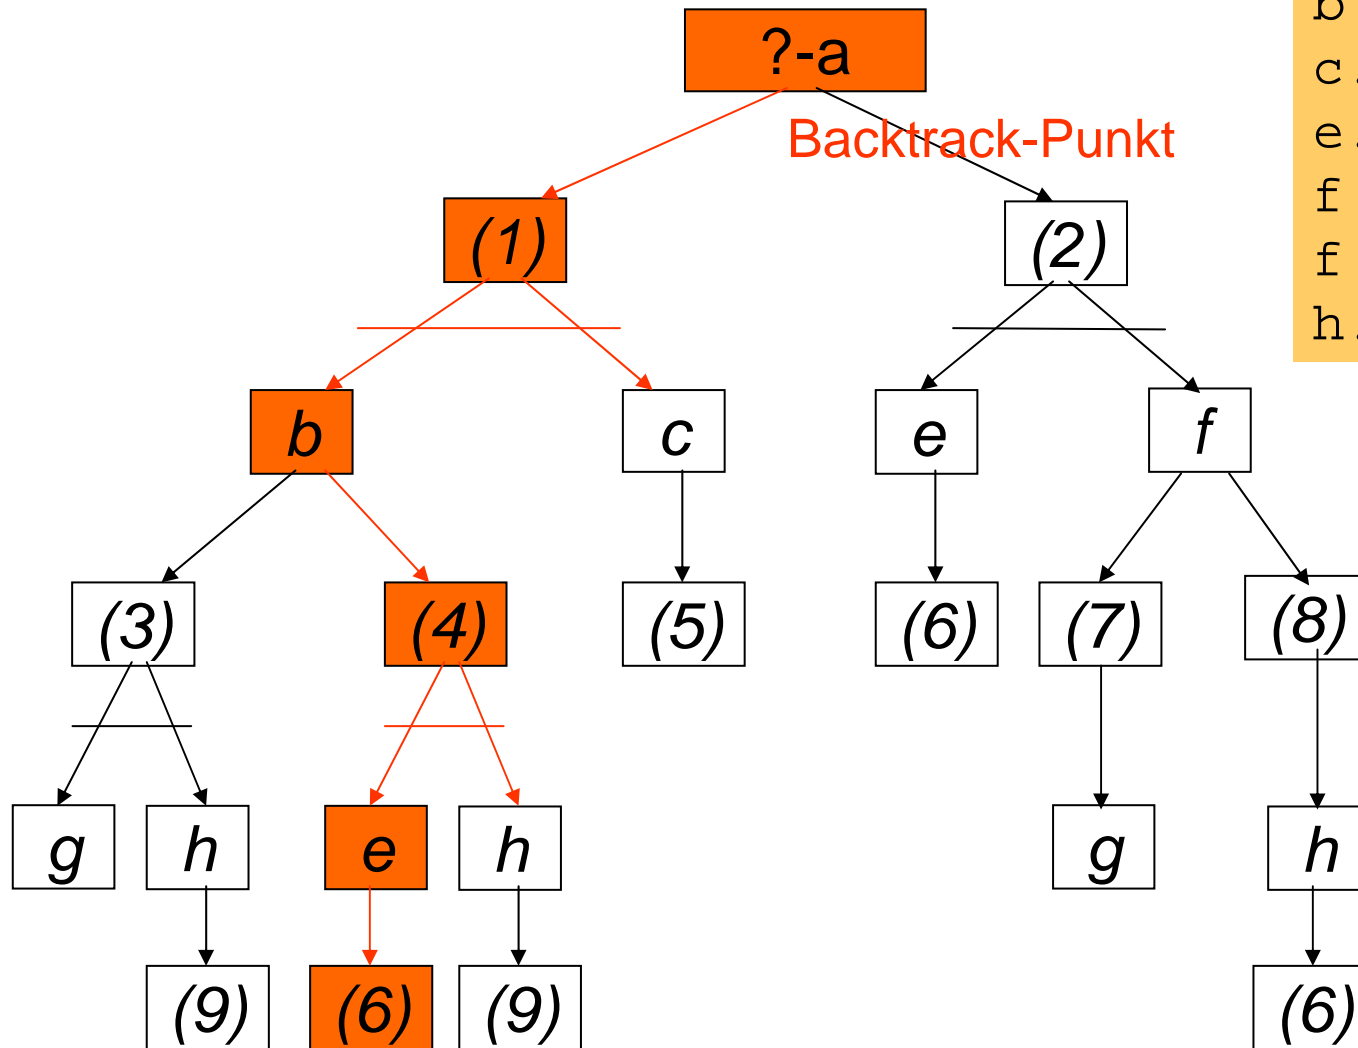 ?-a
Backtrack-Punkt
(1)
(2)
b
c
e
f
(3)
(4)
(5)
(6)
(7)
(8)
g
h
e
h
g
h
(9)
(6)
(9)
(6)
b
c.
e.
f
f
h.